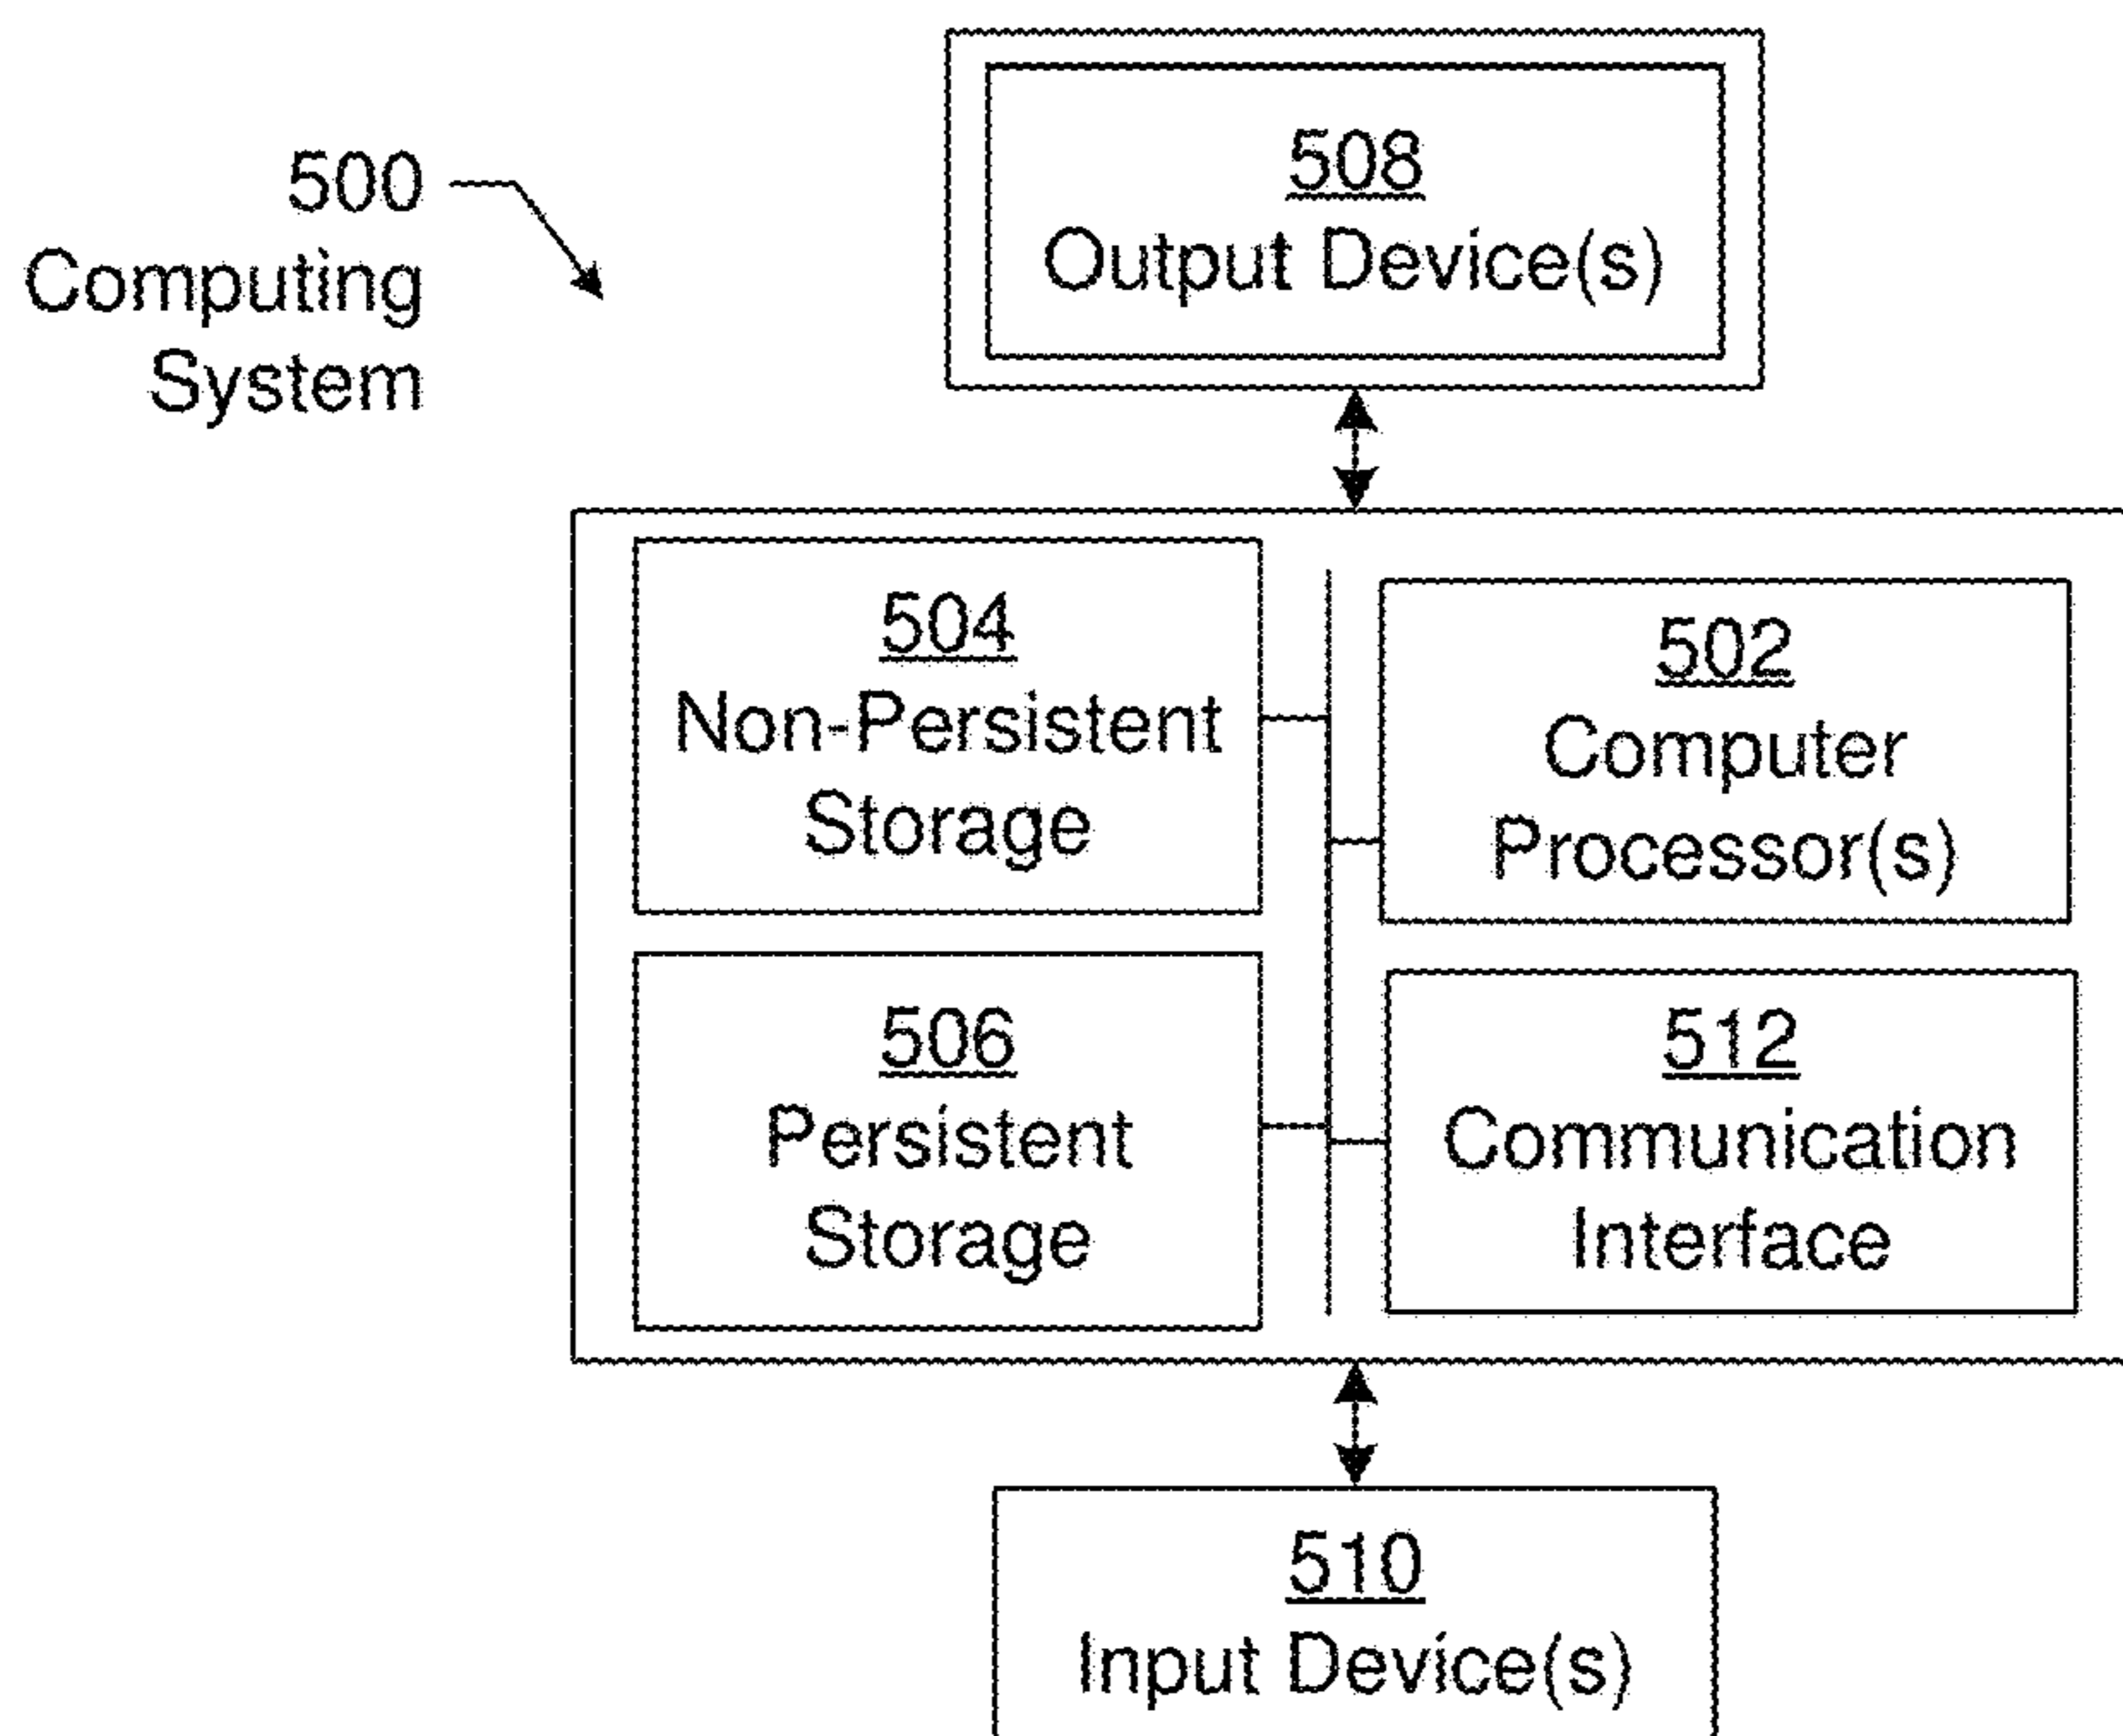 500
Computing
System
508
Output Device(s)
504
Non-Persistent
Storage
502
Computer
Processor(s)
506
Persistent
Storage
512
Communication
Interface
510
Input Device(s)